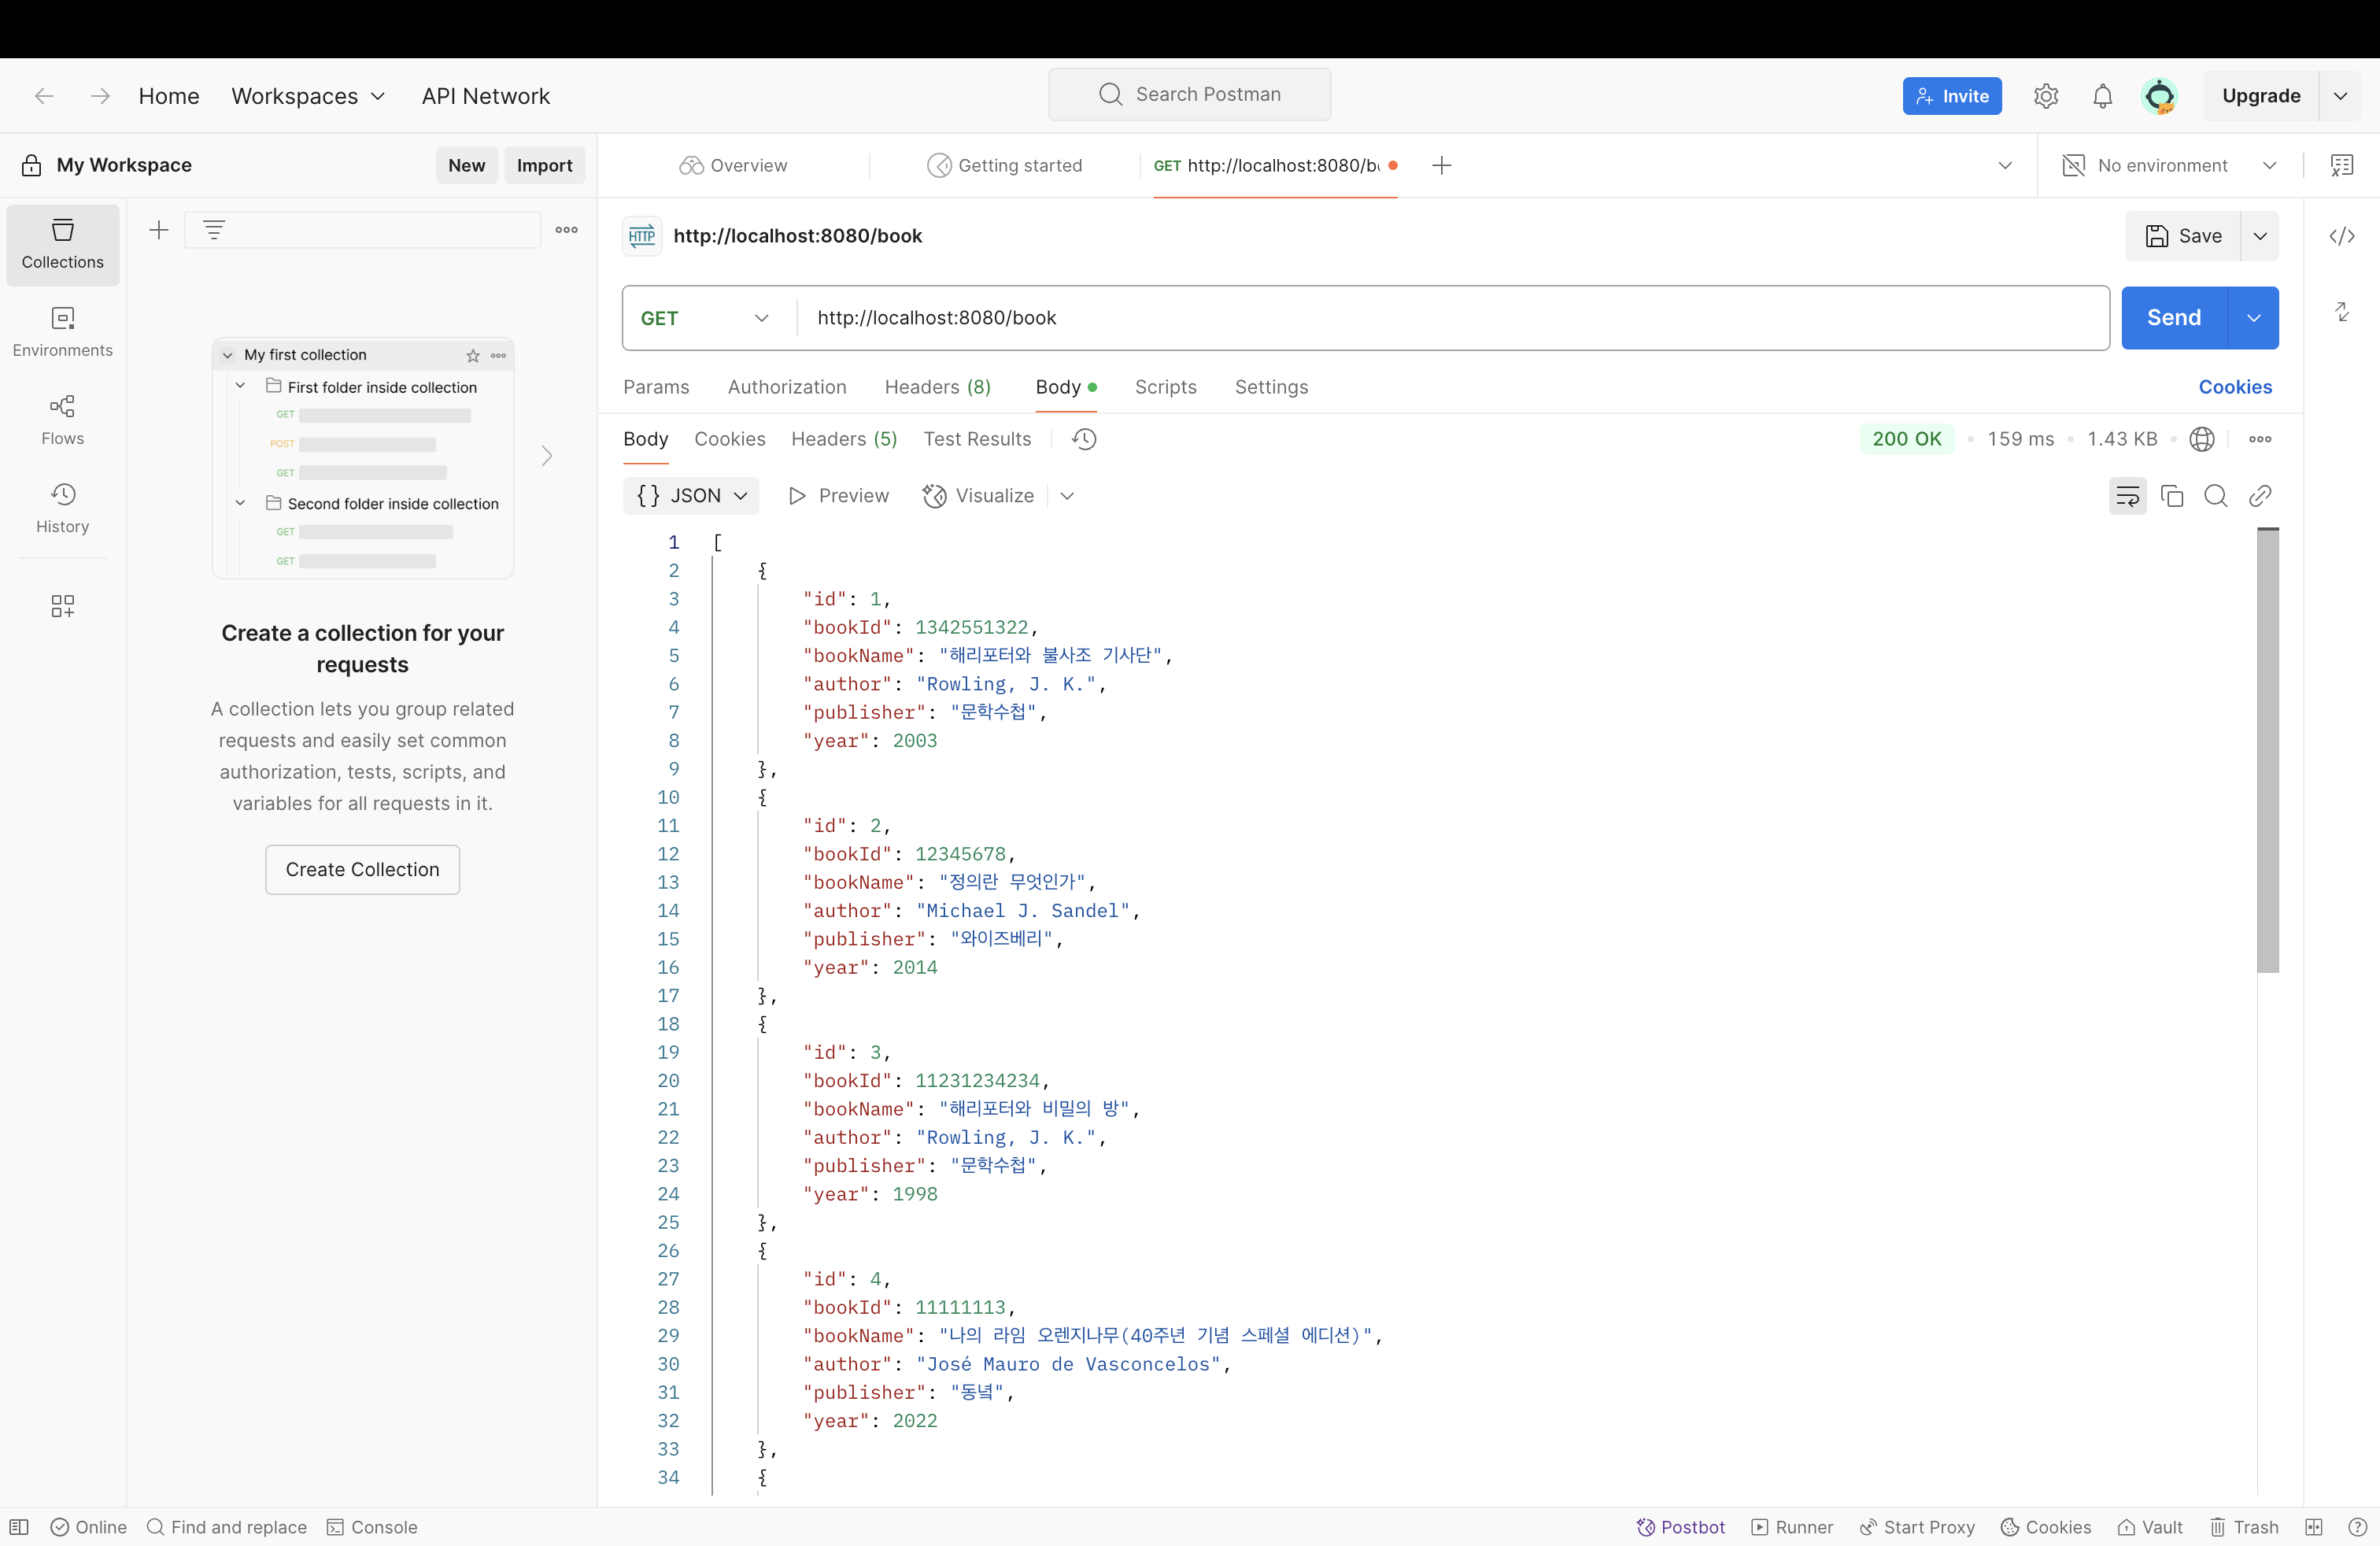 Home
Workspaces
API Network
Search Postman
Invite
Upgrade
My Workspace
New
Import
Overview
Getting started
GET http://localhost:8080/b
No environment
Collections
Environments
Flows
History
My first collection
First folder inside collection
GET
POST
GET
Second folder inside collection
GET
GET
Create a collection for your
requests
A collection lets you group related
requests and easily set common
authorization, tests, scripts, and
variables for all requests in it.
Create Collection
HTTP http://localhost:8080/book
Save
GET http://localhost:8080/book
Send
Params Authorization Headers (8) Body Scripts Settings Cookies
Body Cookies Headers (5) Test Results 200 OK 159 ms 1.43 KB
{} JSON Preview Visualize
1 [
2 {
3 "id": 1,
4 "bookId": 1342551322,
5 "bookName": "해리포터와 불사조 기사단",
6 "author": "Rowling, J. K.",
7 "publisher": "문학수첩",
8 "year": 2003
9 },
10 {
11 "id": 2,
12 "bookId": 12345678,
13 "bookName": "정의란 무엇인가",
14 "author": "Michael J. Sandel",
15 "publisher": "와이즈베리",
16 "year": 2014
17 },
18 {
19 "id": 3,
20 "bookId": 11231234234,
21 "bookName": "해리포터와 비밀의 방",
22 "author": "Rowling, J. K.",
23 "publisher": "문학수첩",
24 "year": 1998
25 },
26 {
27 "id": 4,
28 "bookId": 11111113,
29 "bookName": "나의 라임 오렌지나무(40주년 기념 스페셜 에디션)",
30 "author": "José Mauro de Vasconcelos",
31 "publisher": "동녘",
32 "year": 2022
33 },
34 {
Online Find and replace Console Postbot Runner Start Proxy Cookies Vault Trash